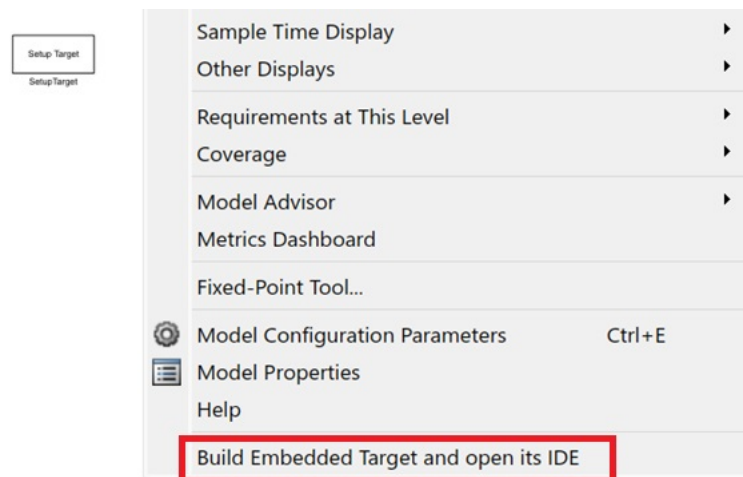 Setup Target
SetupTarget
Sample Time Display
Other Displays
Requirements at This Level
Coverage
Model Advisor
Metrics Dashboard
Fixed-Point Tool...
Model Configuration Parameters Ctrl+E
Model Properties
Help
Build Embedded Target and open its IDE